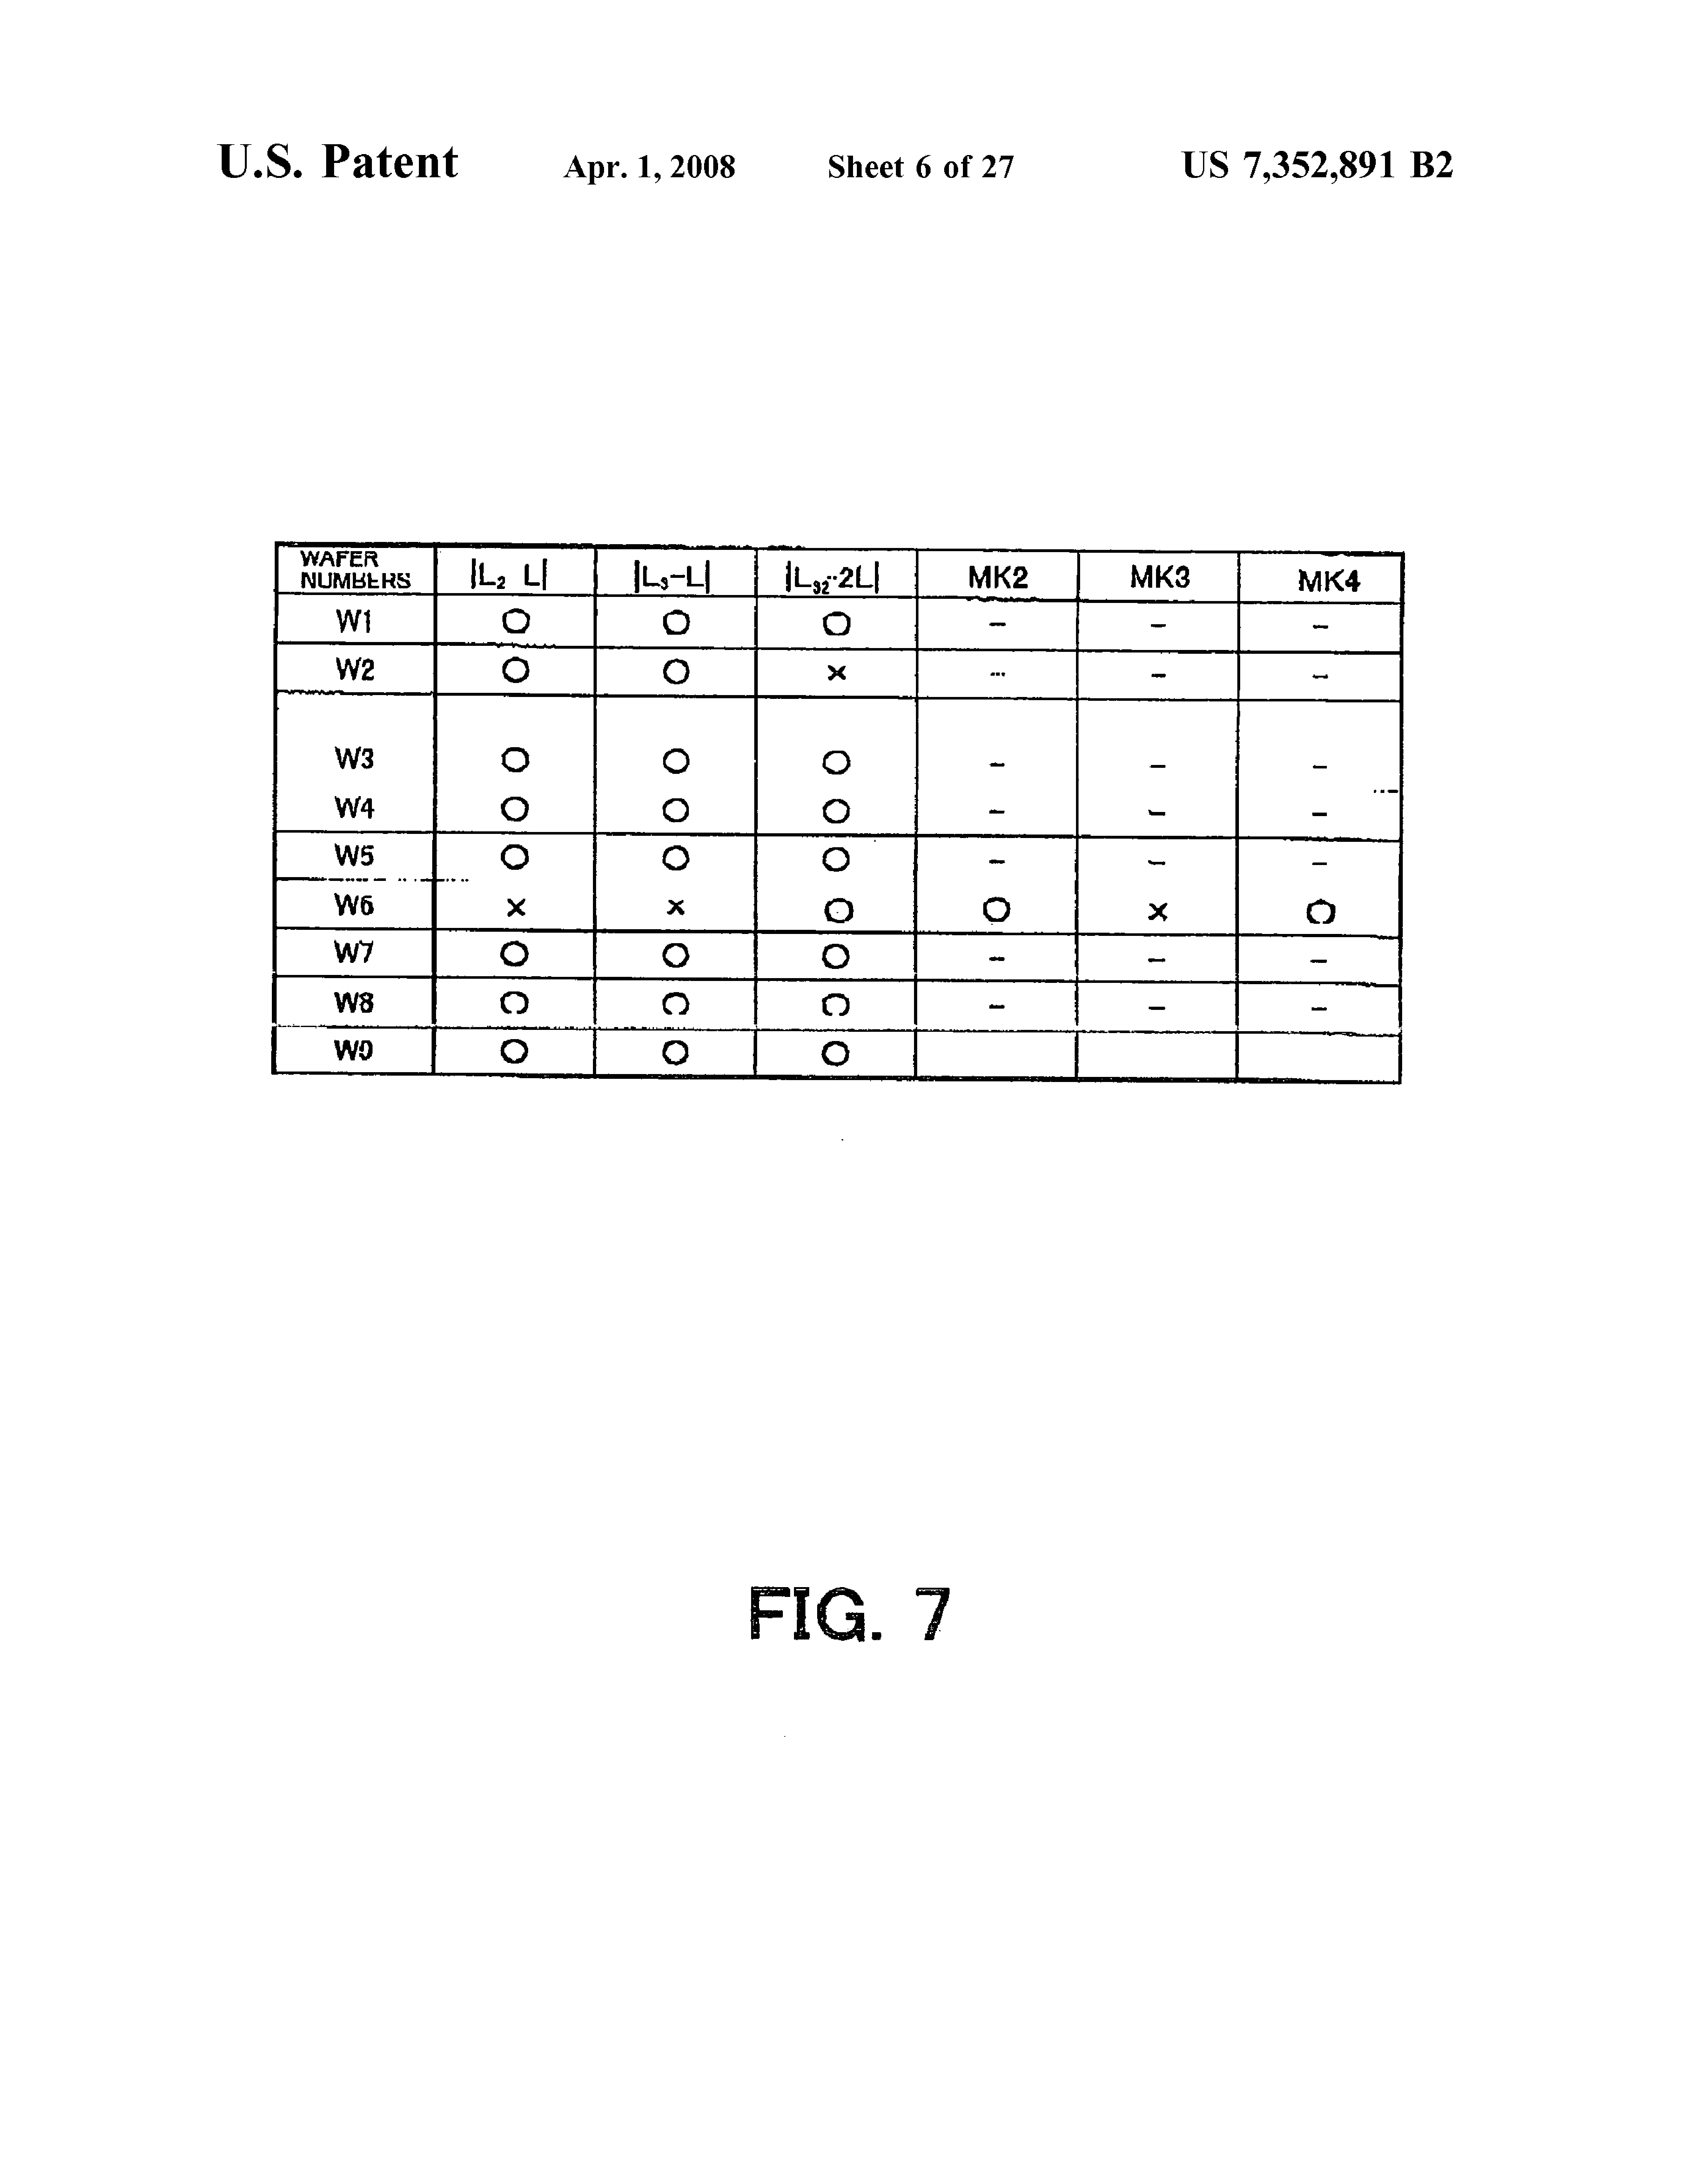 U.S. Patent Apr. 1, 2008 Sheet 6 of 27 US 7,352,891 B2
WAFER NUMBERS |L2 L| |L3-L| |L32-2L| MK2 MK3 MK4
W1 ○ ○ ○ - - -
W2 ○ ○ × - - -
W3 ○ ○ ○ - - -
W4 ○ ○ ○ - - -
W5 ○ ○ ○ - - -
W6 × × ○ ○ × ○
W7 ○ ○ ○ - - -
W8 ○ ○ ○ - - -
W9 ○ ○ ○
FIG. 7